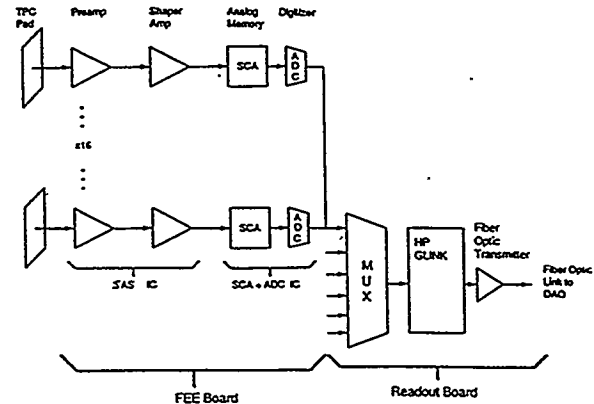 TPC
Pad
Preamp
Shaper
Amp
Analog
Memory
Digitizer
SCA
ADC
x16
SCA
ADC
SAS IC
SCA + ADC IC
MUX
HP
GLINK
Fiber
Optic
Transmitter
Fiber Optic
Link to
DAQ
FEE Board
Readout Board